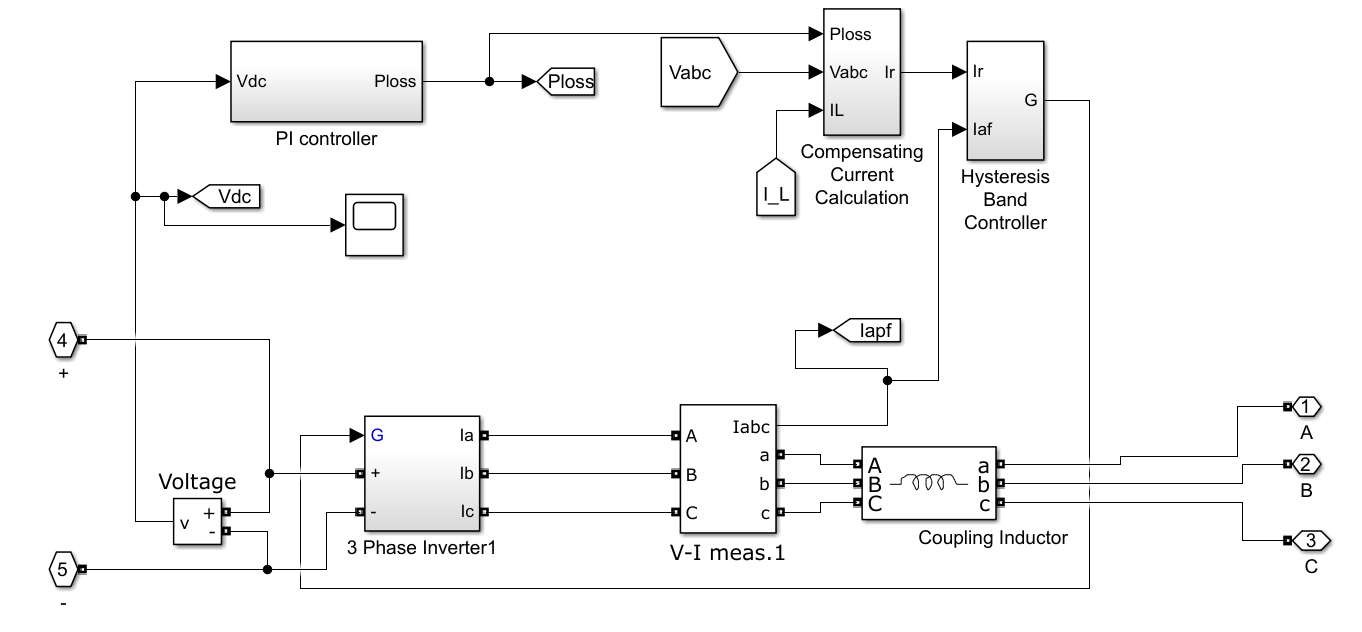 Ploss
Vdc
Ploss
PI controller
Ploss
Vabc
Vabc
Ir
IL
I_L
Compensating
Current
Calculation
Ir
G
Iaf
Hysteresis
Band
Controller
Vdc
4
+
Iapf
Voltage
v
+
-
5
-
G
+
-
Ia
Ib
Ic
3 Phase Inverter1
A
B
C
Iabc
a
b
c
V-I meas.1
A
B
C
a
b
c
Coupling Inductor
1
A
2
B
3
C